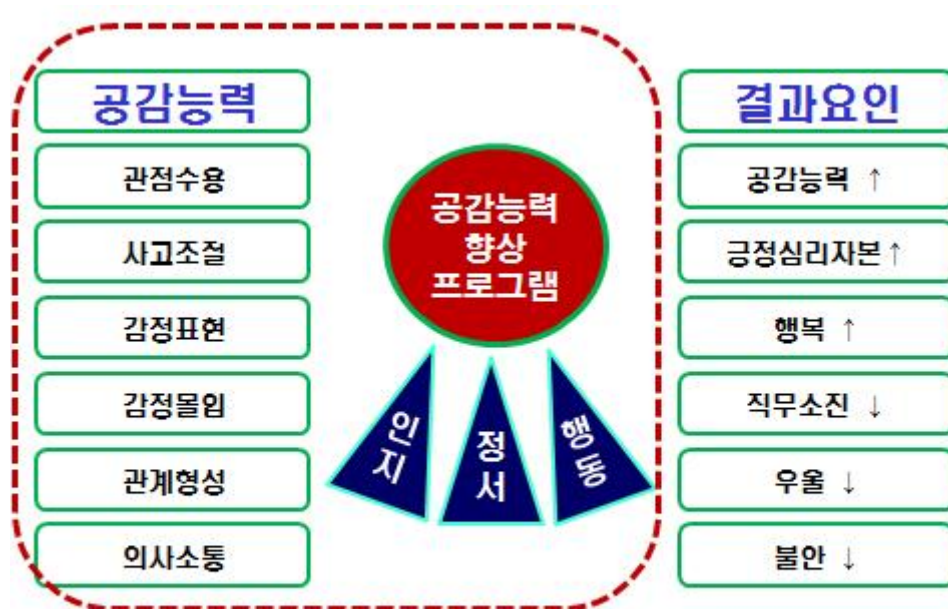 공감능력
관점수용
사고조절
감정표현
감정몰입
관계형성
의사소통
공감능력
향상
프로그램
인지
정서
행동
결과요인
공감능력 ↑
긍정심리자본 ↑
행복 ↑
직무소진 ↓
우울 ↓
불안 ↓